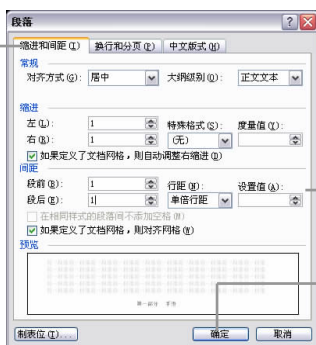 段落
缩进和间距(I) 换行和分页(P) 中文版式(H)
常规
对齐方式(G): 居中 大纲级别(O): 正文文本
缩进
左(L): 1 特殊格式(S): 度量值(Y):
右(R): 1 (无)
如果定义了文档网格，则自动调整右缩进(D)
间距
段前(B): 1 行距(N): 设置值(A):
段后(E): 1 单倍行距
在相同样式的段落间不添加空格(M)
如果定义了文档网格，则对齐网格(W)
预览
制表位(T)... 确定 取消